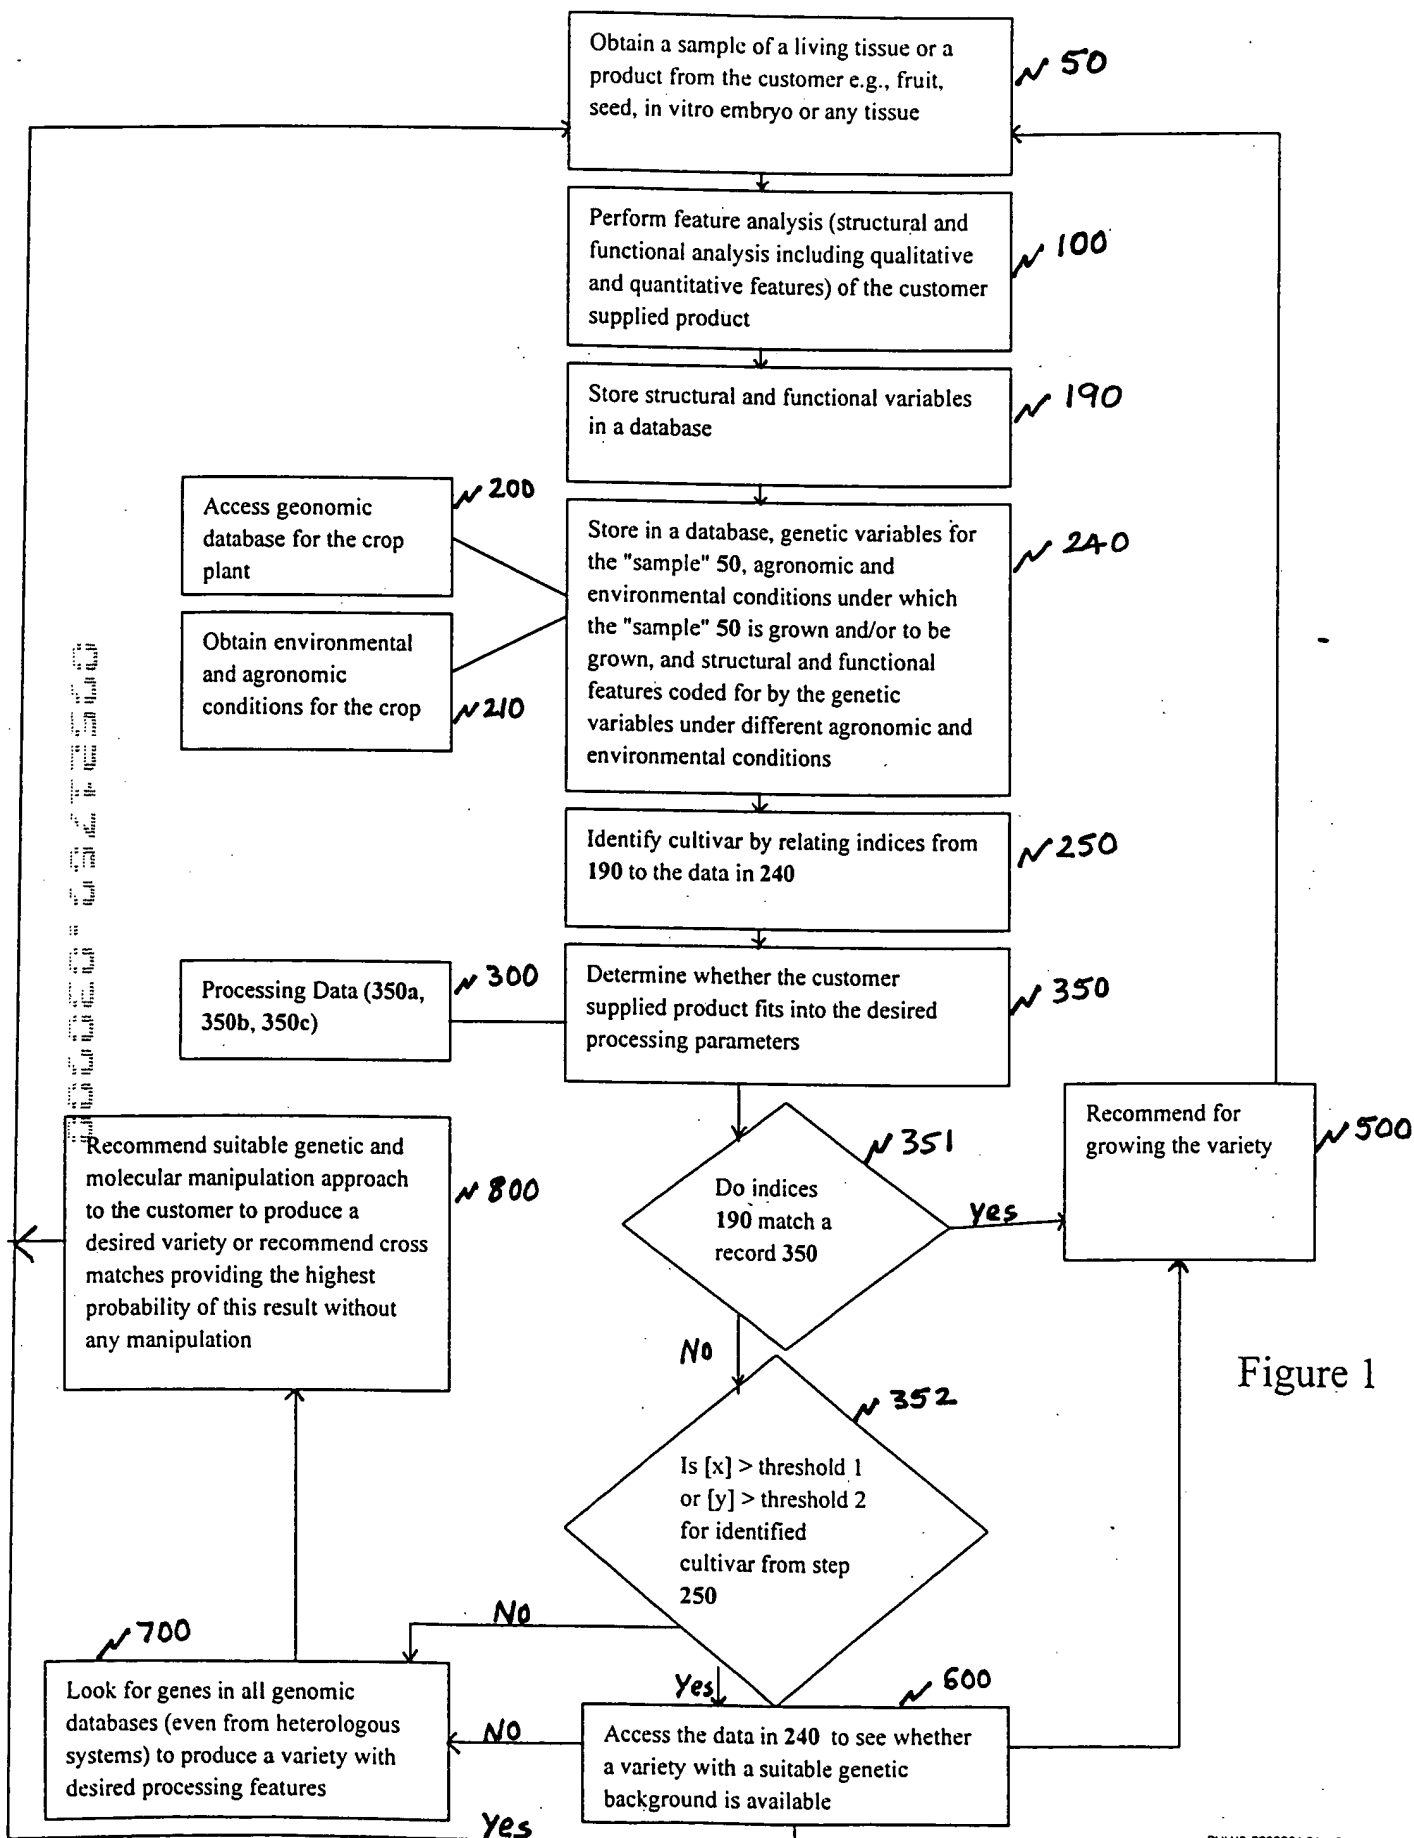 Obtain a sample of a living tissue or a
product from the customer e.g., fruit,
seed, in vitro embryo or any tissue
50
Perform feature analysis (structural and
functional analysis including qualitative
and quantitative features) of the customer
supplied product
100
Store structural and functional variables
in a database
190
Access geonomic
database for the crop
plant
200
Obtain environmental
and agronomic
conditions for the crop
210
Store in a database, genetic variables for
the "sample" 50, agronomic and
environmental conditions under which
the "sample" 50 is grown and/or to be
grown, and structural and functional
features coded for by the genetic
variables under different agronomic and
environmental conditions
240
Identify cultivar by relating indices from
190 to the data in 240
250
Processing Data (350a,
350b, 350c)
300
Determine whether the customer
supplied product fits into the desired
processing parameters
350
Do indices
190 match a
record 350
351
yes
Recommend for
growing the variety
500
Recommend suitable genetic and
molecular manipulation approach
to the customer to produce a
desired variety or recommend cross
matches providing the highest
probability of this result without
any manipulation
800
No
Figure 1
Is [x] > threshold 1
or [y] > threshold 2
for identified
cultivar from step
250
352
No
Yes
700
Look for genes in all genomic
databases (even from heterologous
systems) to produce a variety with
desired processing features
NO
600
Access the data in 240 to see whether
a variety with a suitable genetic
background is available
Yes